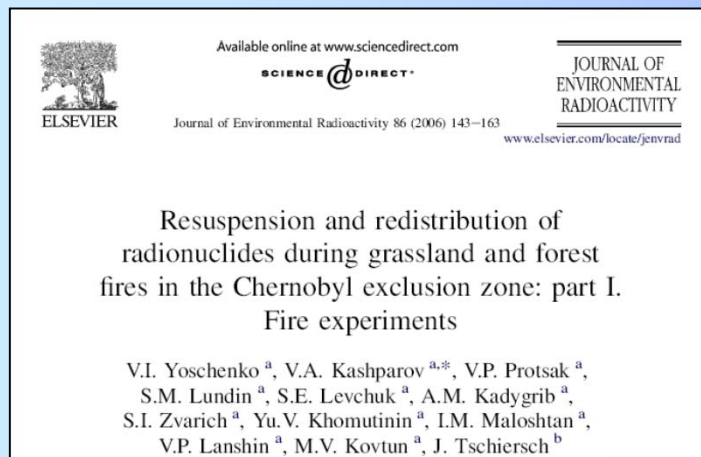 Available online at www.sciencedirect.com
SCIENCE DIRECT®
ELSEVIER
Journal of Environmental Radioactivity 86 (2006) 143–163
JOURNAL OF
ENVIRONMENTAL
RADIOACTIVITY
www.elsevier.com/locate/jenvrad
Resuspension and redistribution of
radionuclides during grassland and forest
fires in the Chernobyl exclusion zone: part I.
Fire experiments
V.I. Yoschenko a, V.A. Kashparov a,*, V.P. Protsak a,
S.M. Lundin a, S.E. Levchuk a, A.M. Kadygrib a,
S.I. Zvarich a, Yu.V. Khomutinin a, I.M. Maloshtan a,
V.P. Lanshin a, M.V. Kovtun a, J. Tschiersch b